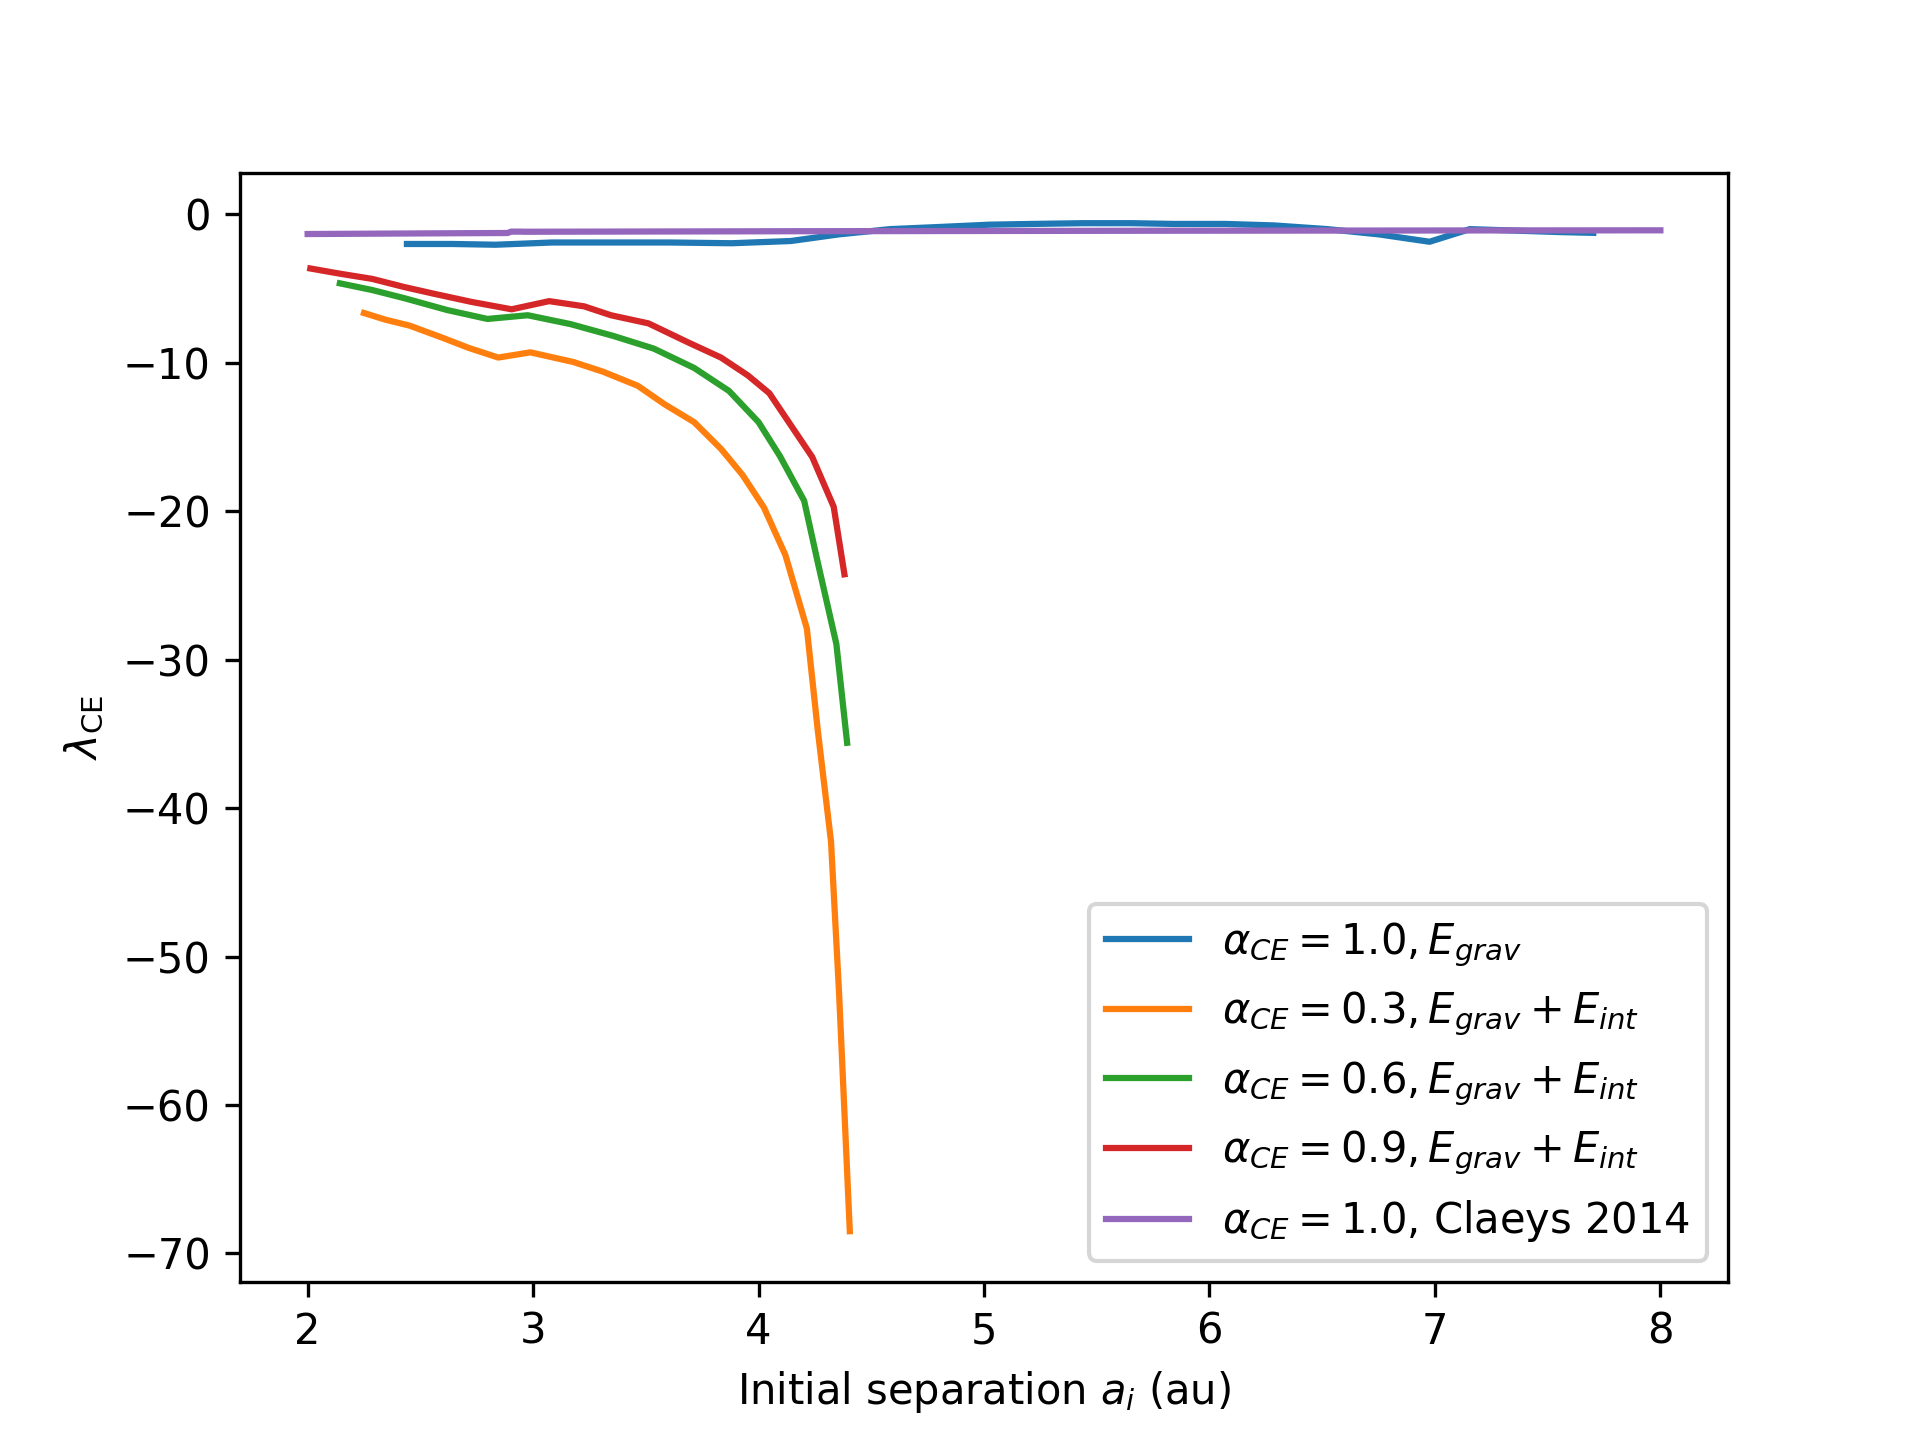 0
−10
−20
−30
−40
−50
−60
−70
λCE
2 3 4 5 6 7 8
Initial separation ai (au)
αCE = 1.0, Egrav
αCE = 0.3, Egrav + Eint
αCE = 0.6, Egrav + Eint
αCE = 0.9, Egrav + Eint
αCE = 1.0, Claeys 2014